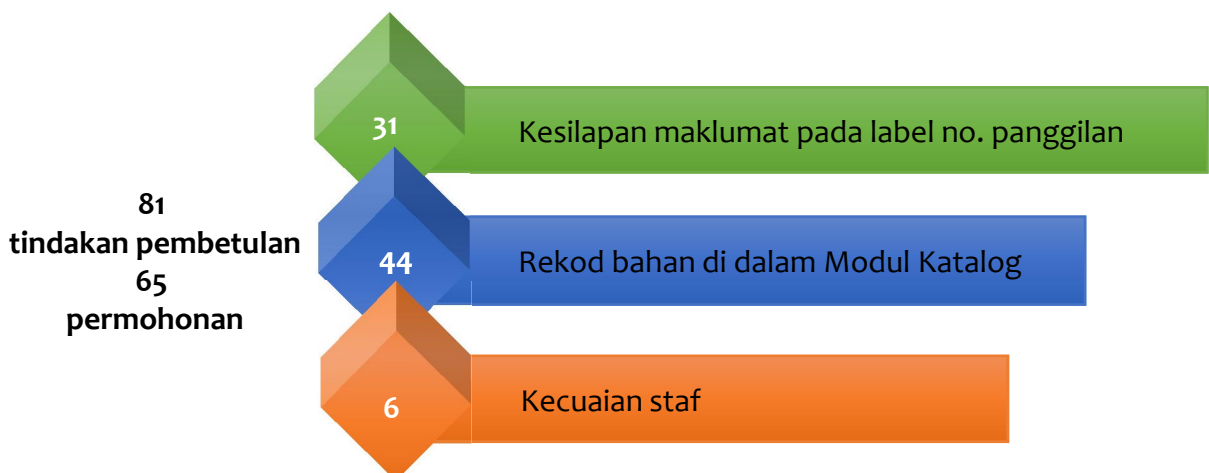 81
tindakan pembetulan
65
permohonan
31
Kesilapan maklumat pada label no. panggilan
44
Rekod bahan di dalam Modul Katalog
6
Kecuaian staf